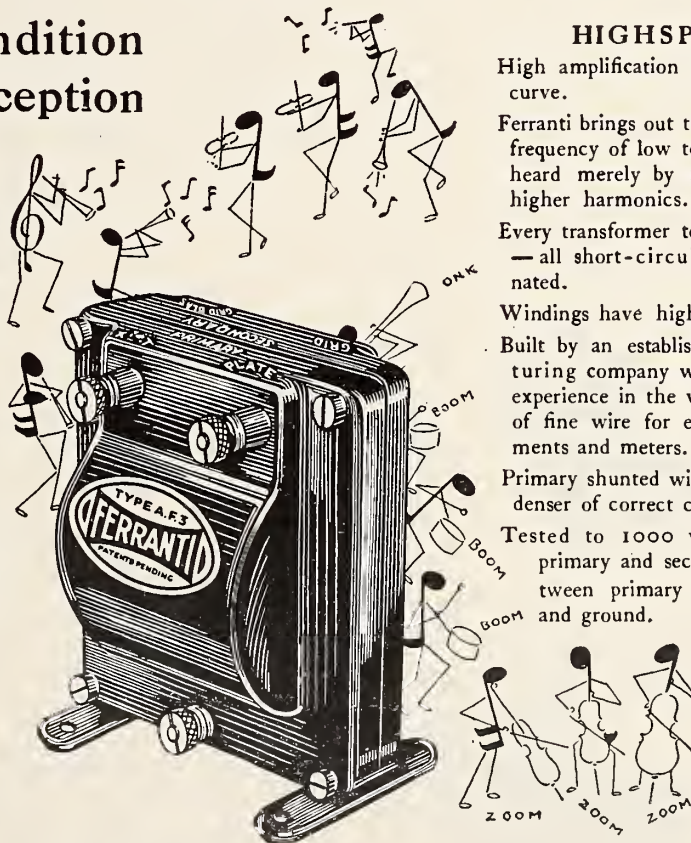 ndition
ception
HIGHSP
High amplification
curve.
Ferranti brings out t
frequency of low to
heard merely by
higher harmonics.
Every transformer te
— all short-circu
nated.
Windings have high
Built by an establis
turing company w
experience in the v
of fine wire for e
ments and meters.
Primary shunted wi
denser of correct c
Tested to 1000 v
primary and sec
tween primary
and ground.
ONK
BOOM
BOOM
BOOM
GRID
PRIMARY
PLATE
TYPE A.F.3
FERRANTI
PATENTS PENDING
ZOOM
ZOOM
ZOOM